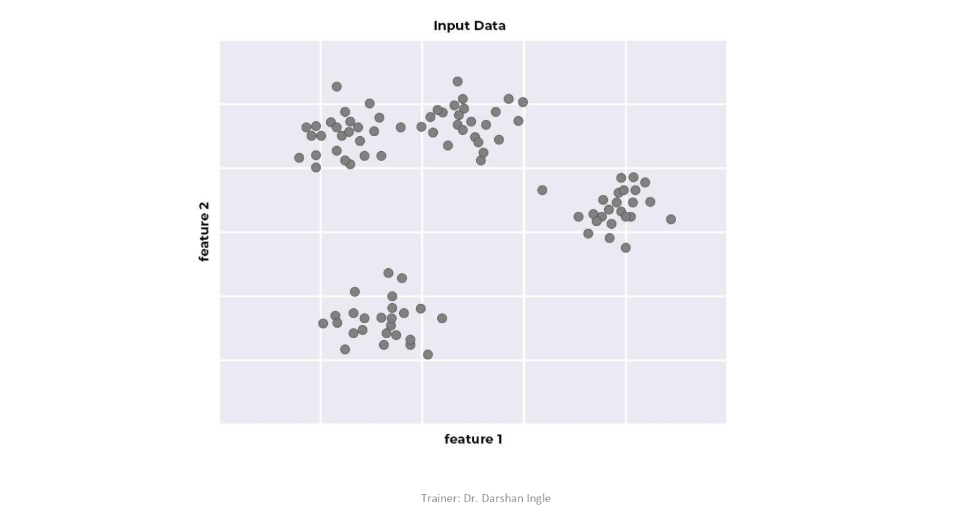 Input Data
feature 2
feature 1
Trainer: Dr. Darshan Ingle